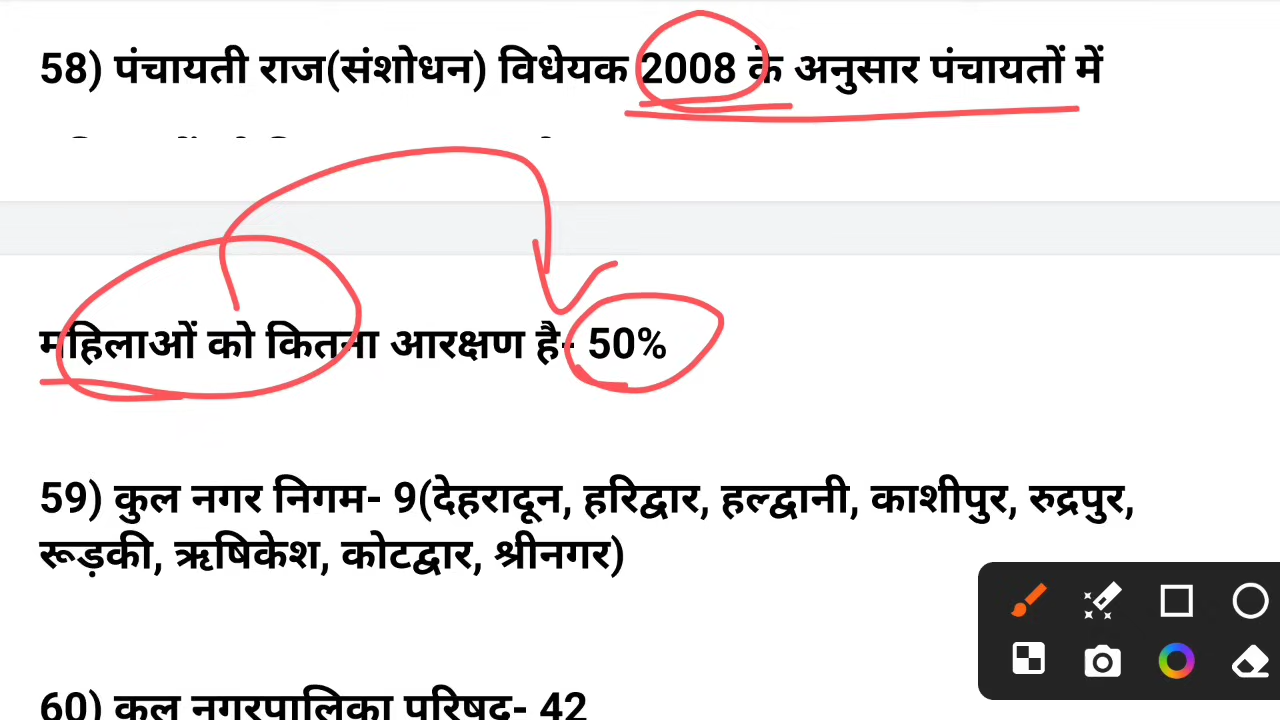 58) पंचायती राज(संशोधन) विधेयक 2008 के अनुसार पंचायतों में
महिलाओं को कितना आरक्षण है- 50%
59) कुल नगर निगम- 9(देहरादून, हरिद्वार, हल्द्वानी, काशीपुर, रुद्रपुर,
रूड़की, ऋषिकेश, कोटद्वार, श्रीनगर)
60) कुल नगरपालिका परिषद- 42